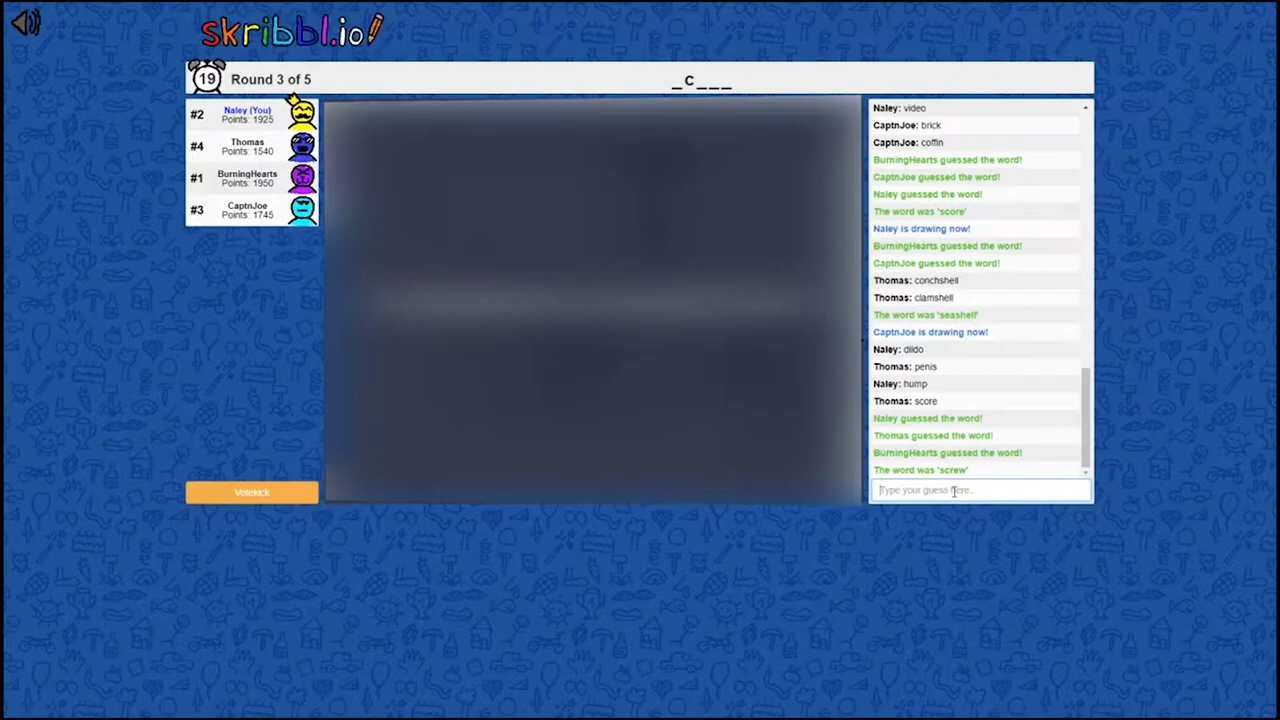 skribbl.io
19
Round 3 of 5
_C___
#2
Naley (You)
Points: 1925
#4
Thomas
Points: 1540
#1
BurningHearts
Points: 1950
#3
CaptnJoe
Points: 1745
Votekick
Naley: video
CaptnJoe: brick
CaptnJoe: coffin
BurningHearts guessed the word!
CaptnJoe guessed the word!
Naley guessed the word!
The word was 'score'
Naley is drawing now!
BurningHearts guessed the word!
CaptnJoe guessed the word!
Thomas: conchshell
Thomas: clamshell
The word was 'seashell'
CaptnJoe is drawing now!
Naley: dildo
Thomas: penis
Naley: hump
Thomas: score
Naley guessed the word!
Thomas guessed the word!
BurningHearts guessed the word!
The word was 'screw'
Type your guess here...